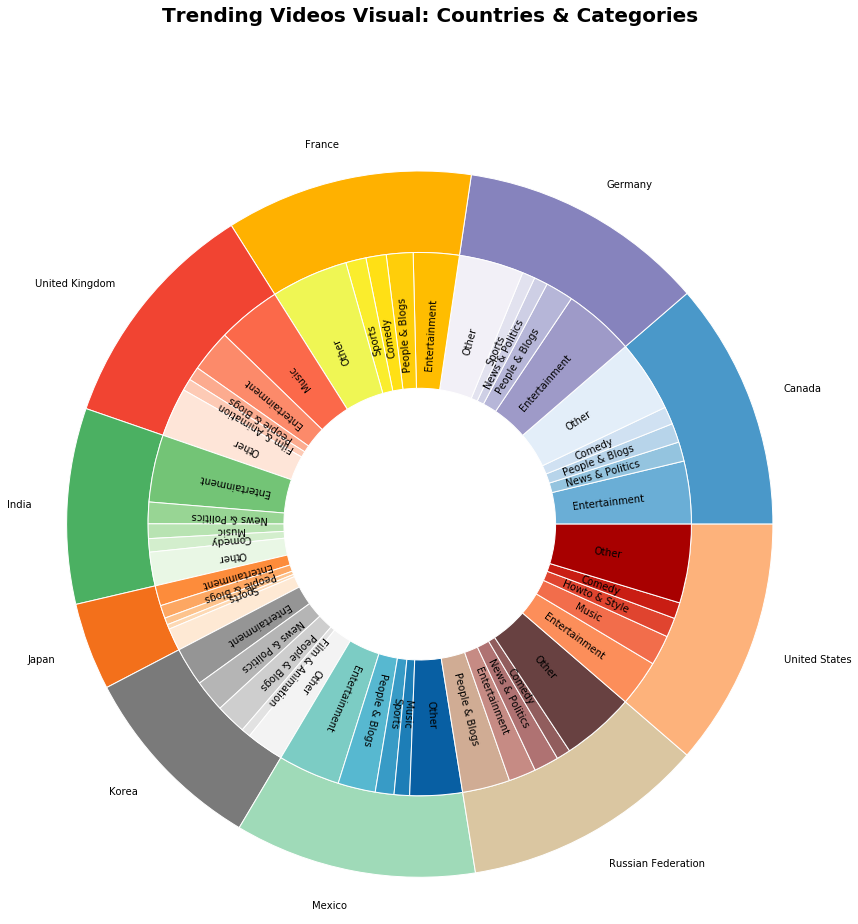 Trending Videos Visual: Countries & Categories
France
Germany
United Kingdom
Canada
India
Japan
United States
Korea
Russian Federation
Mexico
Other
Comedy
People & Blogs
News & Politics
Entertainment
Other
Sports
News & Politics
People & Blogs
Entertainment
Other
Sports
Comedy
People & Blogs
Entertainment
Music
Entertainment
People & Blogs
Film & Animation
Other
Entertainment
News & Politics
Music
Comedy
Other
Entertainment
People & Blogs
Sports
Entertainment
News & Politics
People & Blogs
Film & Animation
Other
Entertainment
People & Blogs
Sports
Music
Other
People & Blogs
Entertainment
News & Politics
Comedy
Other
Entertainment
Music
Howto & Style
Comedy
Other